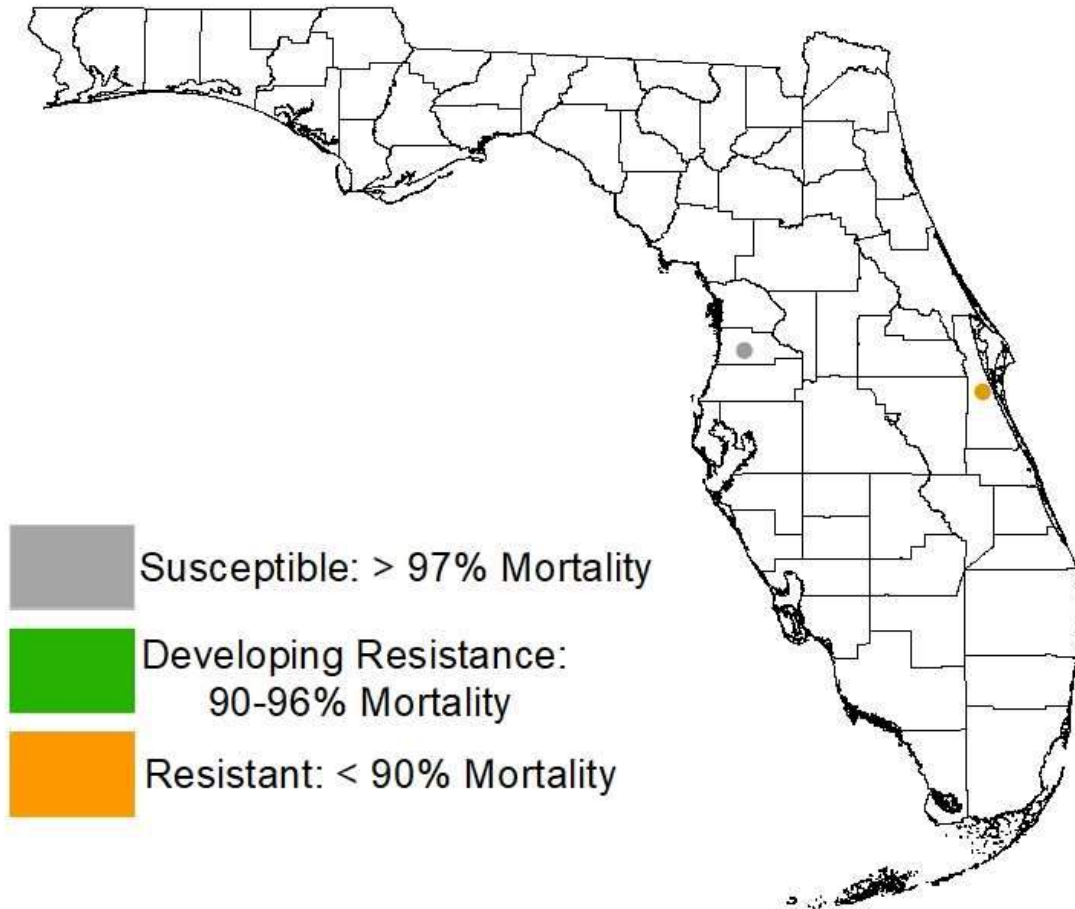 Susceptible: > 97% Mortality
Developing Resistance:
90-96% Mortality
Resistant: < 90% Mortality